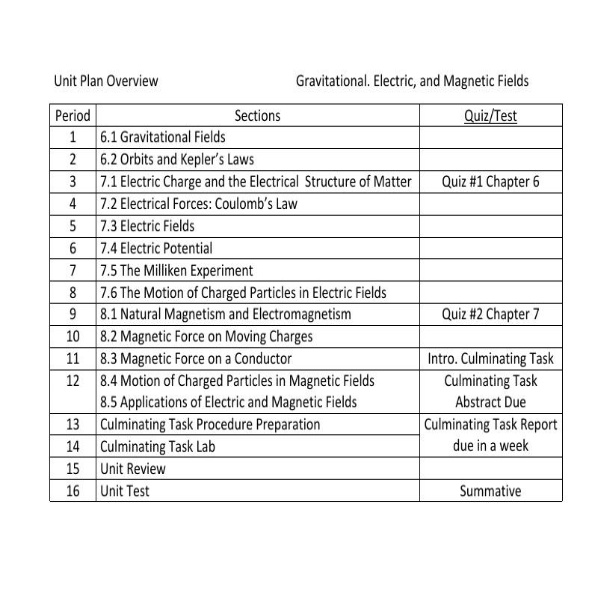 Unit Plan Overview Gravitational. Electric, and Magnetic Fields
Period Sections Quiz/Test
1 6.1 Gravitational Fields
2 6.2 Orbits and Kepler's Laws
3 7.1 Electric Charge and the Electrical Structure of Matter Quiz #1 Chapter 6
4 7.2 Electrical Forces: Coulomb's Law
5 7.3 Electric Fields
6 7.4 Electric Potential
7 7.5 The Milliken Experiment
8 7.6 The Motion of Charged Particles in Electric Fields
9 8.1 Natural Magnetism and Electromagnetism Quiz #2 Chapter 7
10 8.2 Magnetic Force on Moving Charges
11 8.3 Magnetic Force on a Conductor Intro. Culminating Task
12 8.4 Motion of Charged Particles in Magnetic Fields Culminating Task
8.5 Applications of Electric and Magnetic Fields Abstract Due
13 Culminating Task Procedure Preparation Culminating Task Report
14 Culminating Task Lab due in a week
15 Unit Review
16 Unit Test Summative